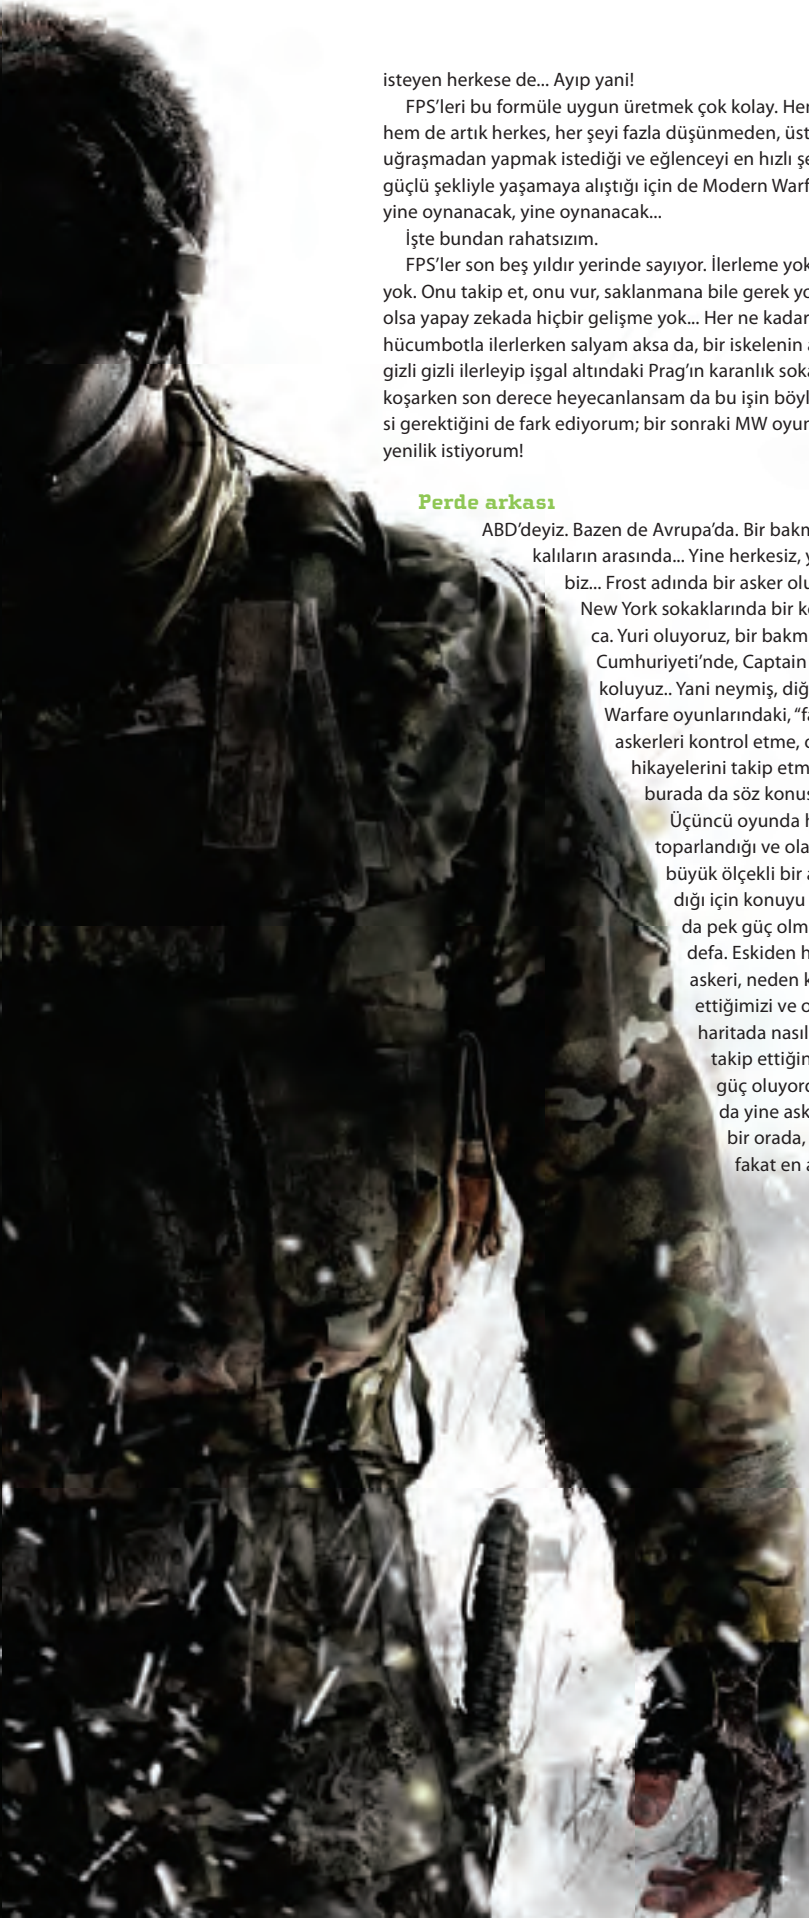 isteyen herkese de... Ayıp yani!
FPS'leri bu formüle uygun üretmek çok kolay. Her
hem de artık herkes, her şeyi fazla düşünmeden, üst
uğraşmadan yapmak istediği ve eğlenceyi en hızlı şe
güçlü şekliyle yaşamaya alıştığı için de Modern Warf
yine oynanacak, yine oynanacak...
İşte bundan rahatsızım.
FPS'ler son beş yıldır yerinde sayıyor. İlerleme yok
yok. Onu takip et, onu vur, saklanmana bile gerek yo
olsa yapay zekada hiçbir gelişme yok... Her ne kadar
hücumbotla ilerlerken salyam aksa da, bir iskelenin a
gizli gizli ilerleyip işgal altındaki Prag'ın karanlık soka
koşarken son derece heyecanlansam da bu işin böyl
si gerektiğini de fark ediyorum; bir sonraki MW oyun
yenilik istiyorum!
Perde arkası
ABD'deyiz. Bazen de Avrupa'da. Bir bakm
kalıların arasında... Yine herkesiz, y
biz... Frost adında bir asker olu
New York sokaklarında bir k
ca. Yuri oluyoruz, bir bakm
Cumhuriyeti'nde, Captain
koluyuz.. Yani neymiş, diğ
Warfare oyunlarındaki, "fa
askerleri kontrol etme, o
hikayelerini takip etm
burada da söz konus
Üçüncü oyunda h
toparlandığı ve ola
büyük ölçekli bir a
dığı için konuyu
da pek güç olm
defa. Eskiden h
askeri, neden k
ettiğimizi ve o
haritada nasıl
takip ettiğin
güç oluyord
da yine ask
bir orada,
fakat en a